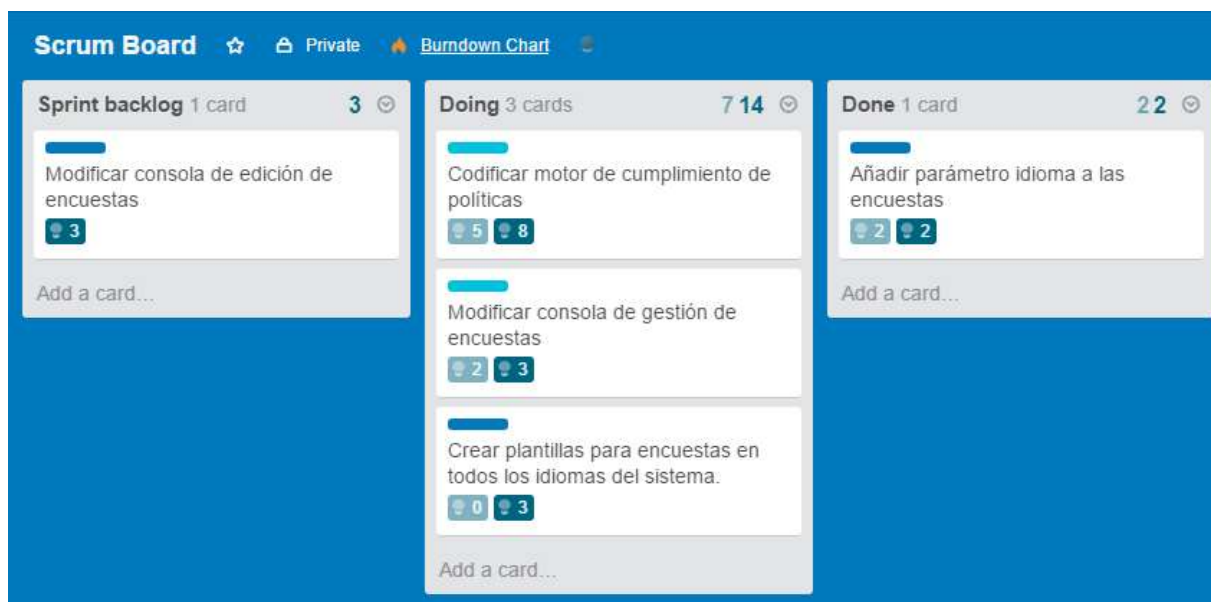 Scrum Board Private Burndown Chart
Sprint backlog 1 card 3
Modificar consola de edición de
encuestas
3
Add a card...
Doing 3 cards 7 14
Codificar motor de cumplimiento de
políticas
5 8
Modificar consola de gestión de
encuestas
2 3
Crear plantillas para encuestas en
todos los idiomas del sistema.
0 3
Add a card...
Done 1 card 2 2
Añadir parámetro idioma a las
encuestas
2 2
Add a card...